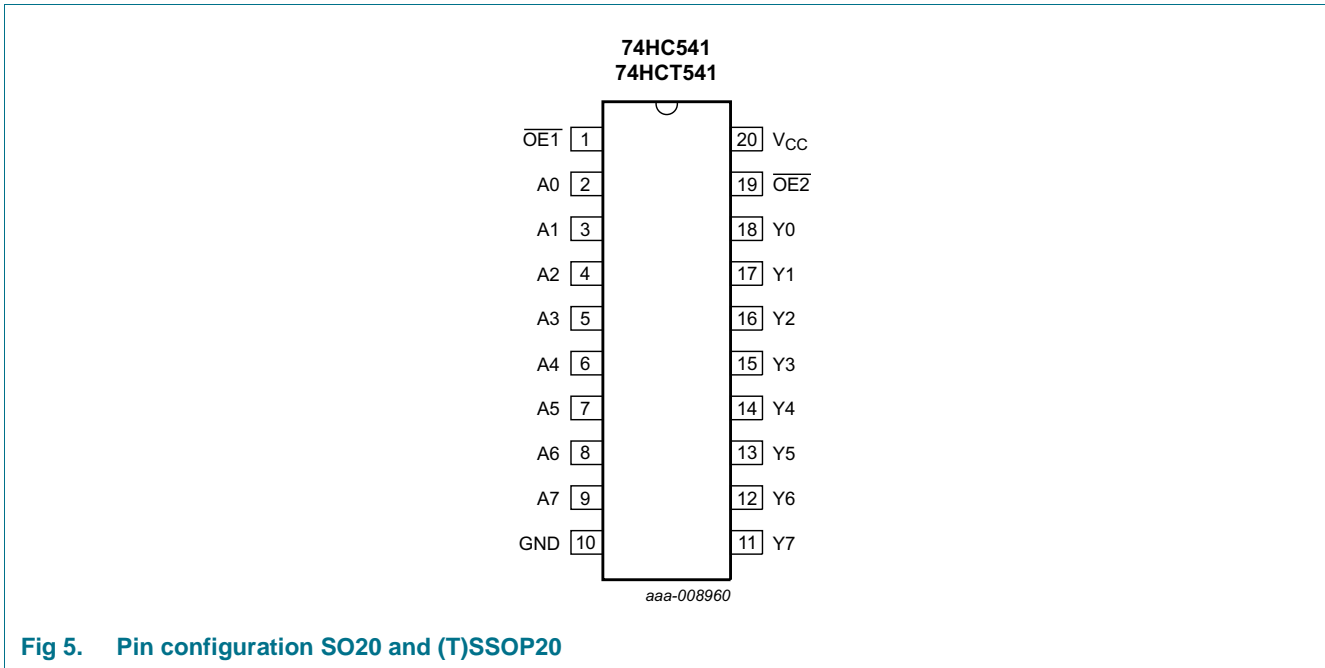 74HC541
74HCT541
O̅E̅1̅ 1 20 VCC
A0 2 19 O̅E̅2̅
A1 3 18 Y0
A2 4 17 Y1
A3 5 16 Y2
A4 6 15 Y3
A5 7 14 Y4
A6 8 13 Y5
A7 9 12 Y6
GND 10 11 Y7
aaa-008960
Fig 5. Pin configuration SO20 and (T)SSOP20